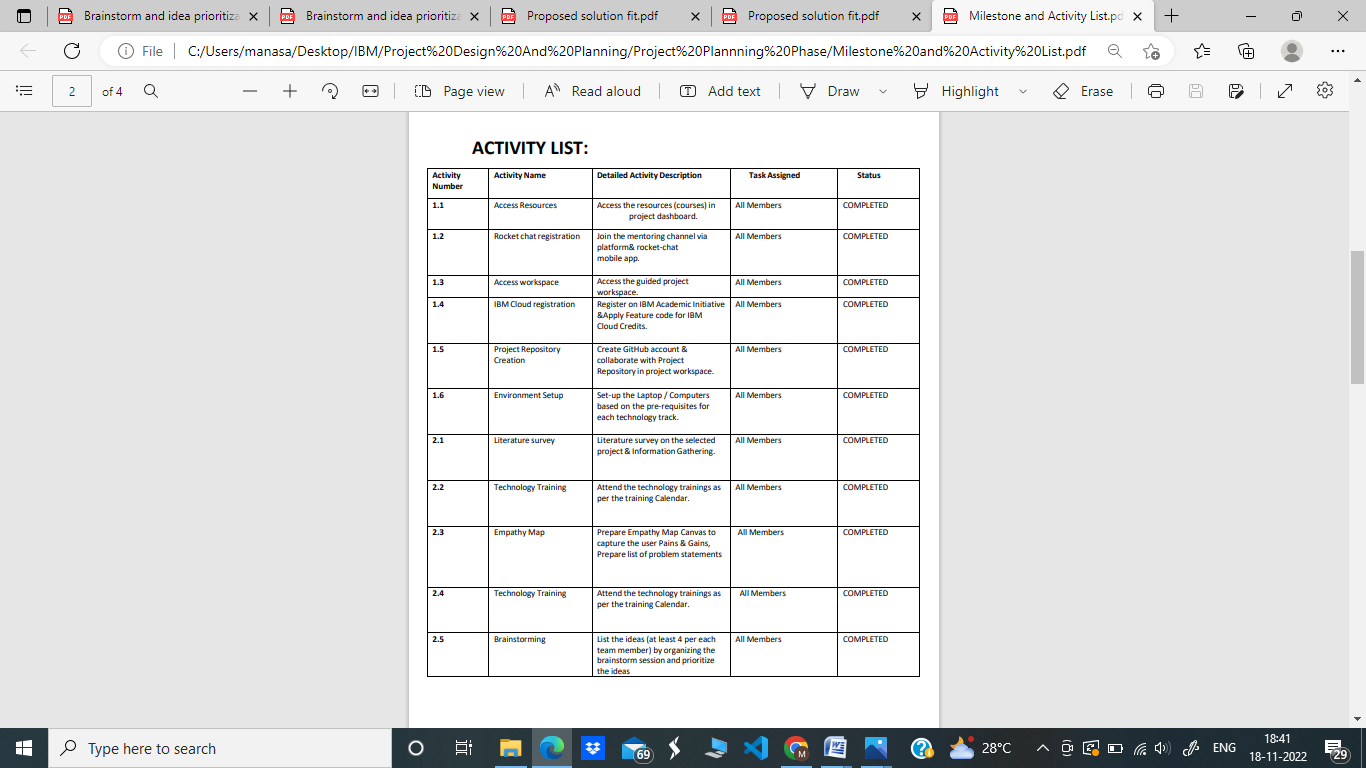 Brainstorm and idea prioritiza
Brainstorm and idea prioritiza
Proposed solution fit.pdf
Proposed solution fit.pdf
Milestone and Activity List.pd
File
C:/Users/manasa/Desktop/IBM/Project%20Design%20And%20Planning/Project%20Plannning%20Phase/Milestone%20and%20Activity%20List.pdf
2 of 4
Page view
Read aloud
Add text
Draw
Highlight
Erase
ACTIVITY LIST:
Activity Number
Activity Name
Detailed Activity Description
Task Assigned
Status
1.1
Access Resources
Access the resources (courses) in
project dashboard.
All Members
COMPLETED
1.2
Rocket chat registration
Join the mentoring channel via
platform& rocket-chat
mobile app.
All Members
COMPLETED
1.3
Access workspace
Access the guided project
workspace.
All Members
COMPLETED
1.4
IBM Cloud registration
Register on IBM Academic Initiative
&Apply Feature code for IBM
Cloud Credits.
All Members
COMPLETED
1.5
Project Repository
Creation
Create GitHub account &
collaborate with Project
Repository in project workspace.
All Members
COMPLETED
1.6
Environment Setup
Set-up the Laptop / Computers
based on the pre-requisites for
each technology track.
All Members
COMPLETED
2.1
Literature survey
Literature survey on the selected
project & Information Gathering.
All Members
COMPLETED
2.2
Technology Training
Attend the technology trainings as
per the training Calendar.
All Members
COMPLETED
2.3
Empathy Map
Prepare Empathy Map Canvas to
capture the user Pains & Gains,
Prepare list of problem statements
All Members
COMPLETED
2.4
Technology Training
Attend the technology trainings as
per the training Calendar.
All Members
COMPLETED
2.5
Brainstorming
List the ideas (at least 4 per each
team member) by organizing the
brainstorm session and prioritize
the ideas
All Members
COMPLETED
Type here to search
69
28°C
ENG
18:41
18-11-2022
29